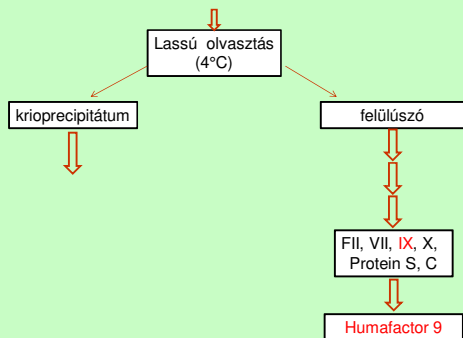 Lassú olvasztás
(4°C)
krioprecipitátum
felülúszó
FII, VII, IX, X,
Protein S, C
Humafactor 9